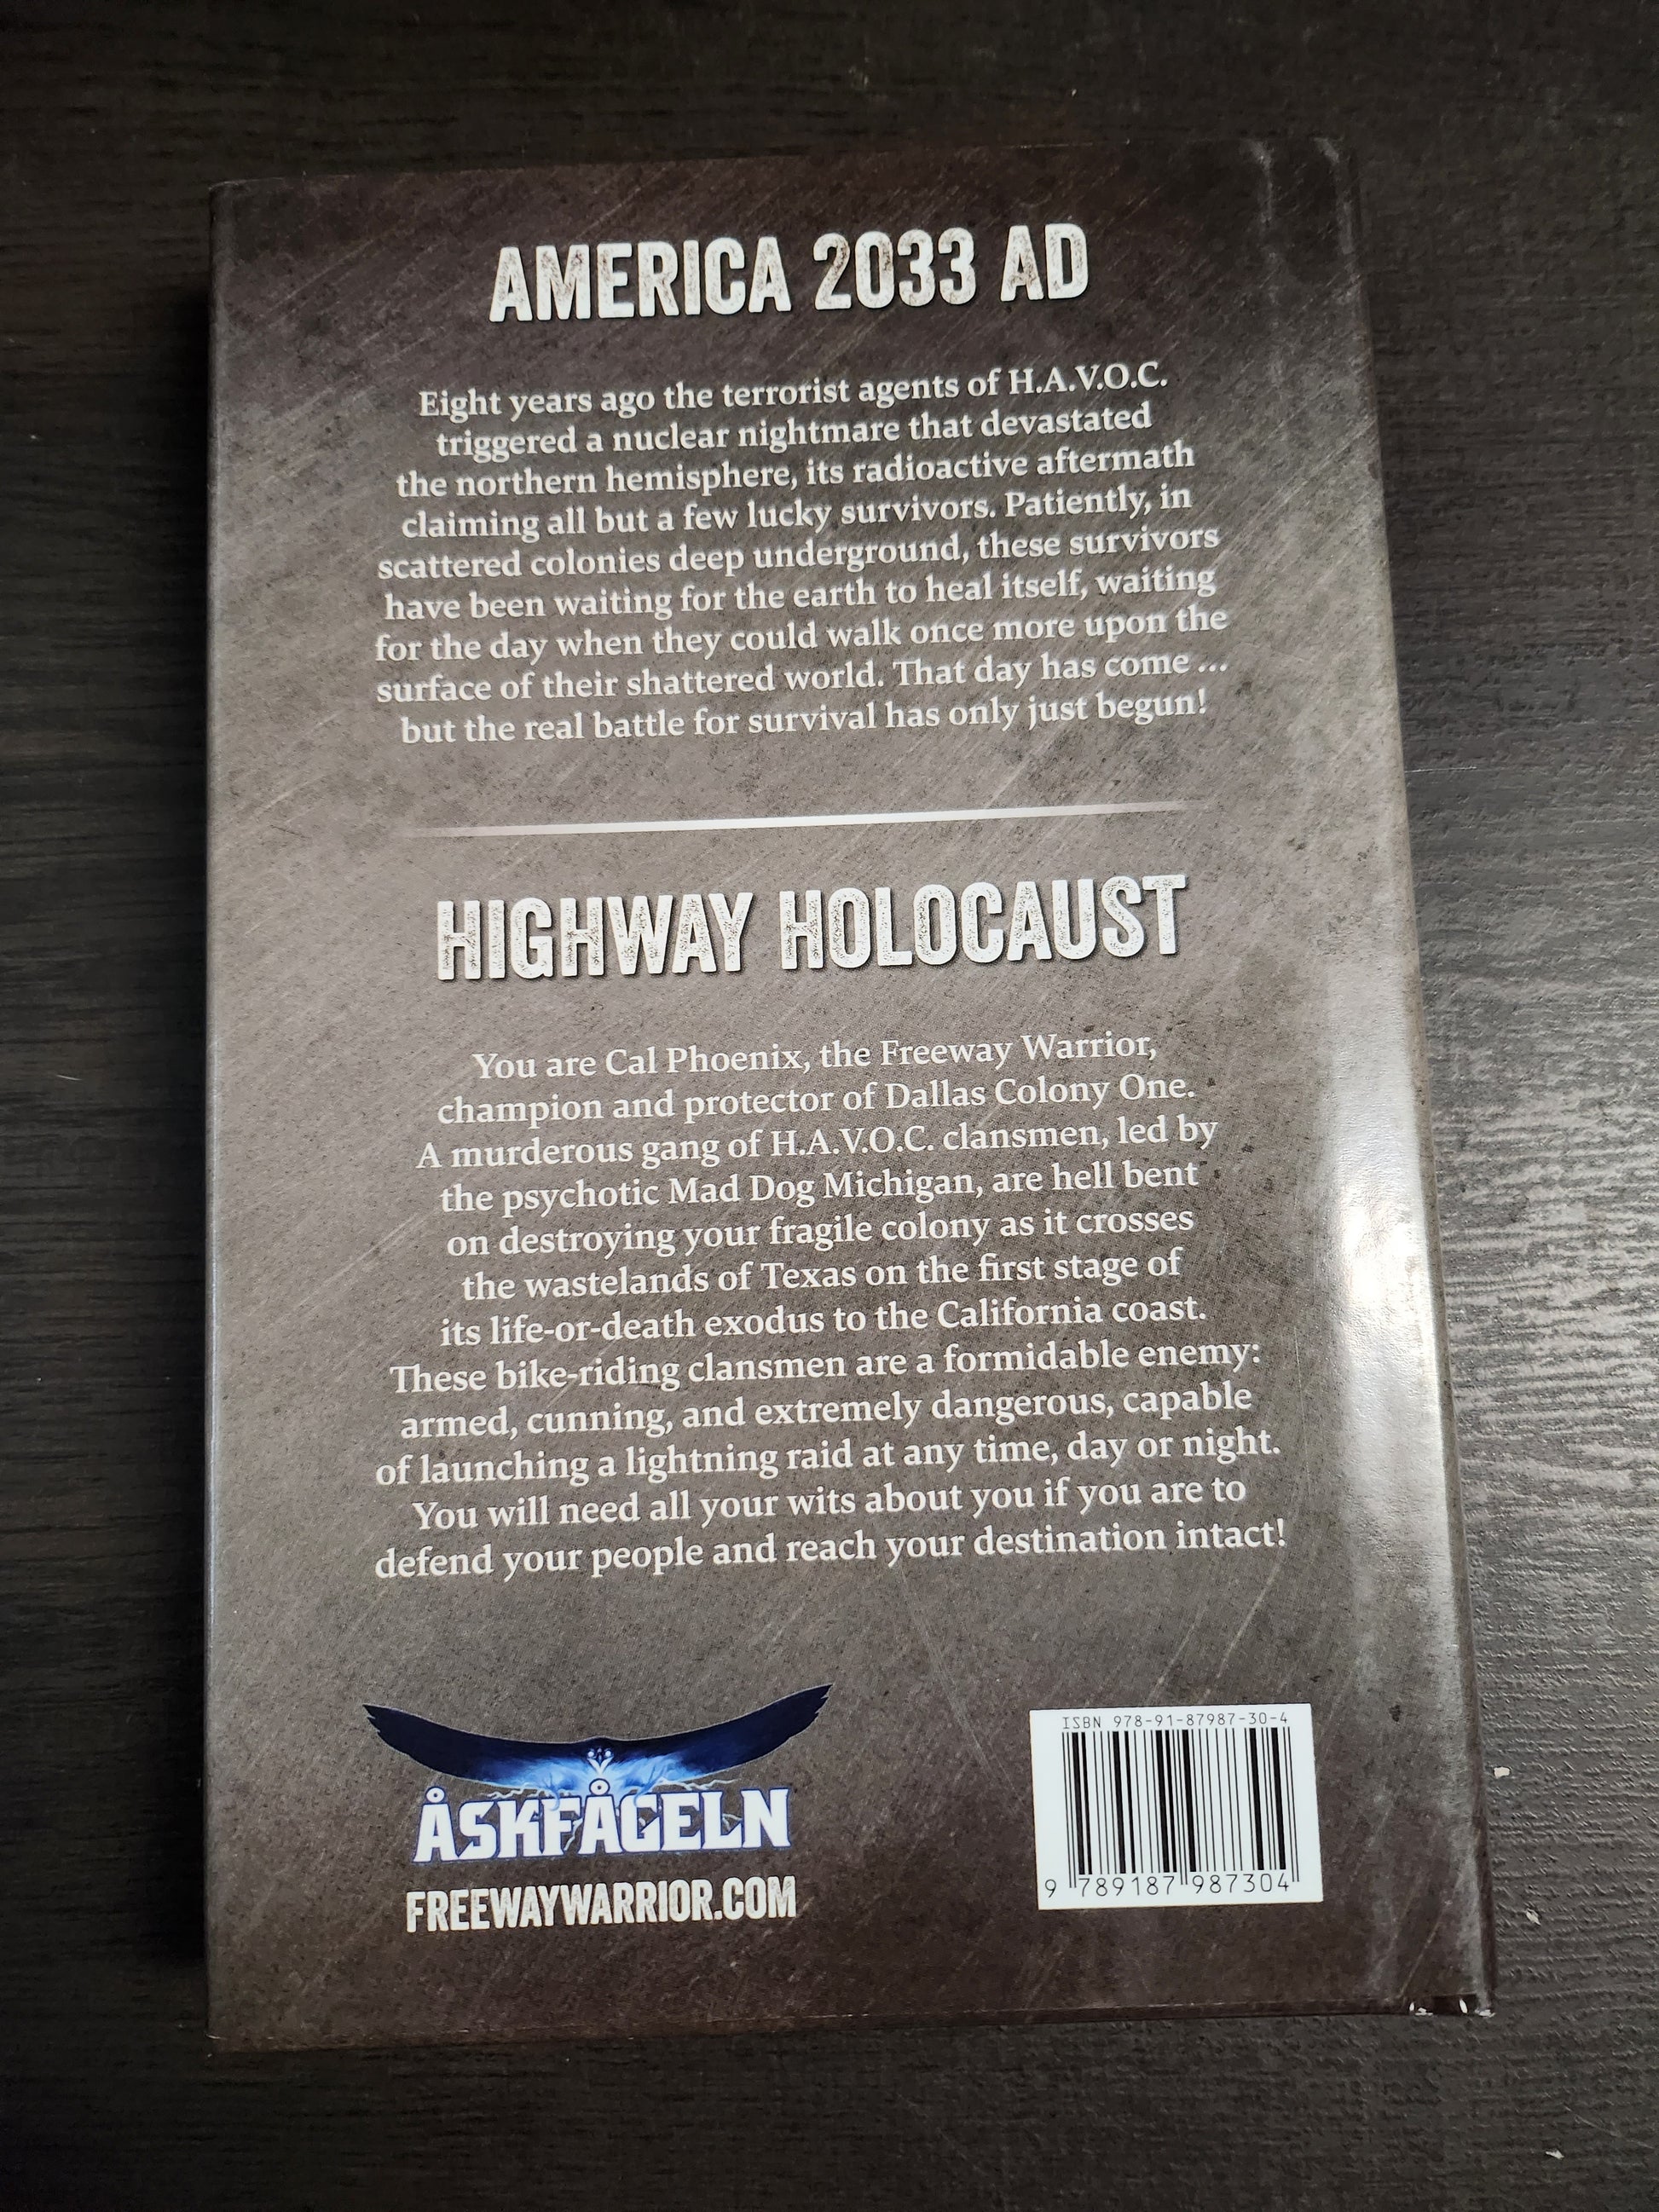 AMERICA 2033 AD
Eight years ago the terrorist agents of H.A.V.O.C.
triggered a nuclear nightmare that devastated
the northern hemisphere, its radioactive aftermath
claiming all but a few lucky survivors. Patiently, in
scattered colonies deep underground, these survivors
have been waiting for the earth to heal itself, waiting
for the day when they could walk once more upon the
surface of their shattered world. That day has come ...
but the real battle for survival has only just begun!
HIGHWAY HOLOCAUST
You are Cal Phoenix, the Freeway Warrior,
champion and protector of Dallas Colony One.
A murderous gang of H.A.V.O.C. clansmen, led by
the psychotic Mad Dog Michigan, are hell bent
on destroying your fragile colony as it crosses
the wastelands of Texas on the first stage of
its life-or-death exodus to the California coast.
These bike-riding clansmen are a formidable enemy:
armed, cunning, and extremely dangerous, capable
of launching a lightning raid at any time, day or night.
You will need all your wits about you if you are to
defend your people and reach your destination intact!
ÅSKFÅGELN
FREEWAYWARRIOR.COM
ISBN 978-91-87987-30-4
9 789187 987304